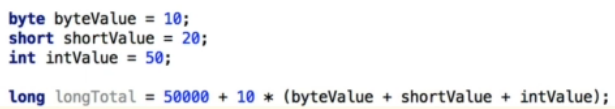 byte byteValue = 10;
short shortValue = 20;
int intValue = 50;
long longTotal = 50000 + 10 * (byteValue + shortValue + intValue);